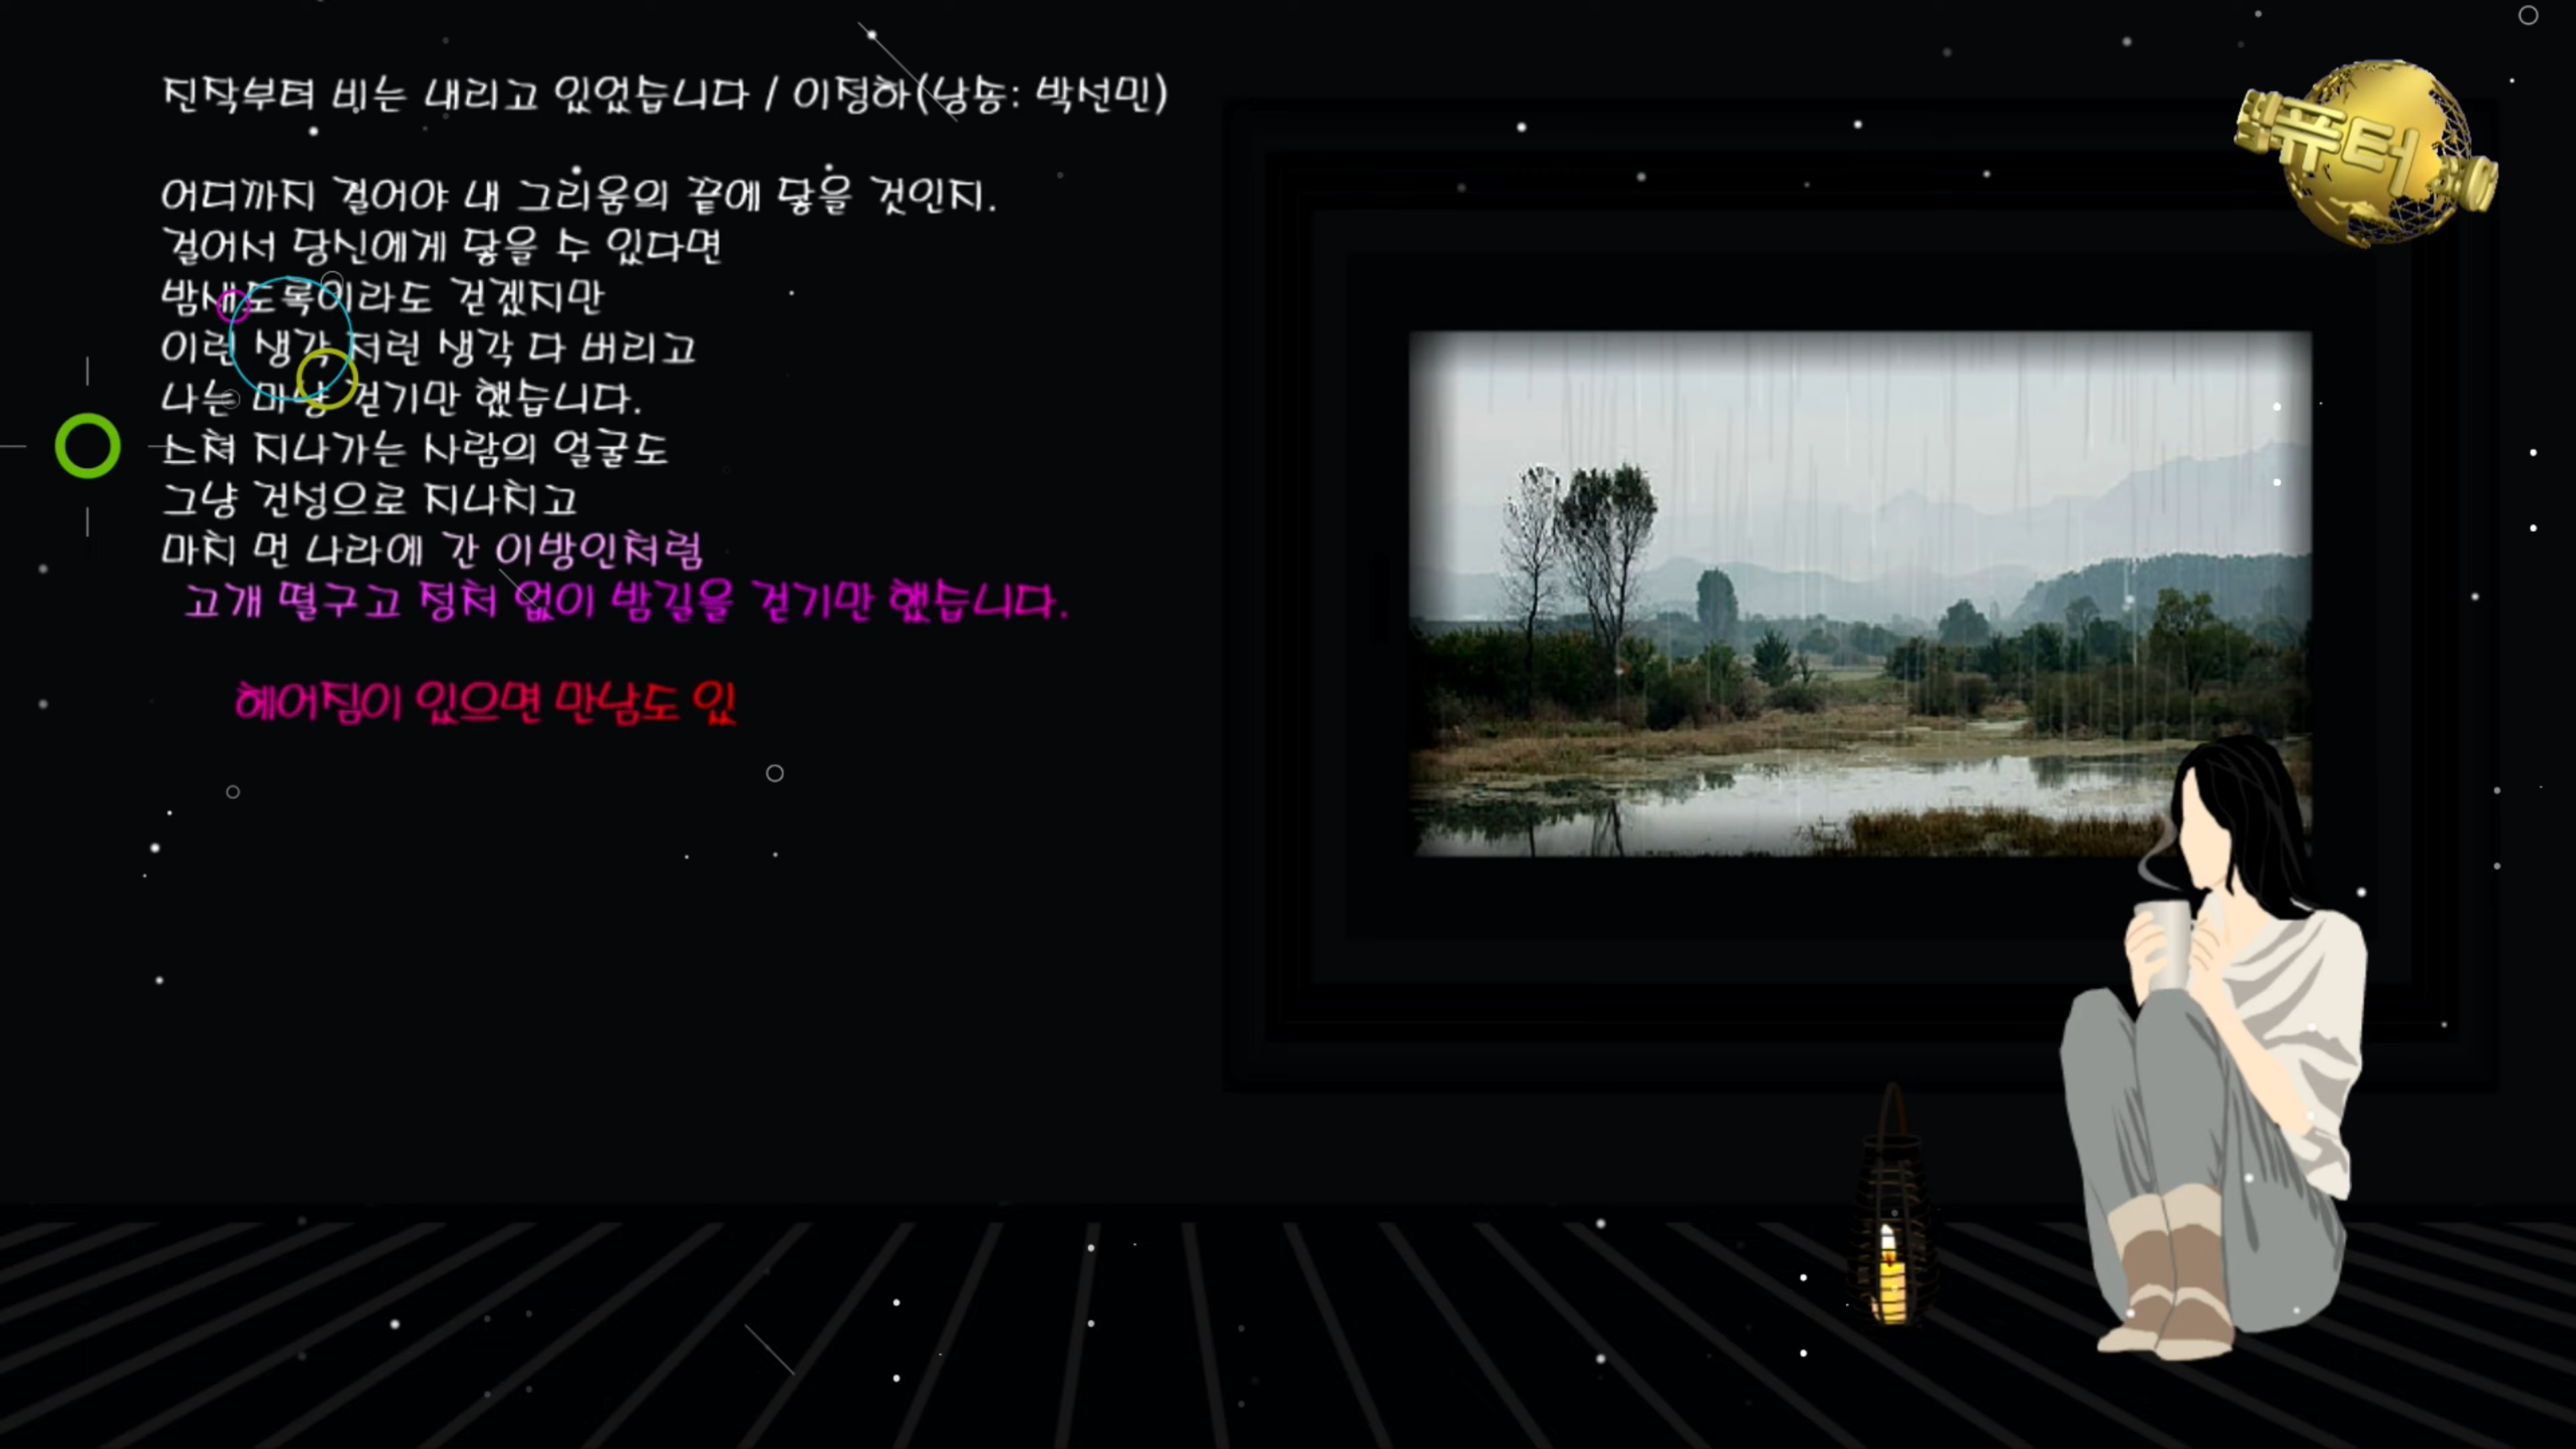 진작부터 비는 내리고 있었습니다 / 이정하(낭송: 박선민)
어디까지 걸어야 내 그리움의 끝에 닿을 것인지.
걸어서 당신에게 닿을 수 있다면
밤새도록이라도 걷겠지만
이런 생각 저런 생각 다 버리고
나는 마냥 걷기만 했습니다.
스쳐 지나가는 사람의 얼굴도
그냥 건성으로 지나치고
마치 먼 나라에 간 이방인처럼
고개 떨구고 정처 없이 밤길을 걷기만 했습니다.
헤어짐이 있으면 만남도 있
퓨터